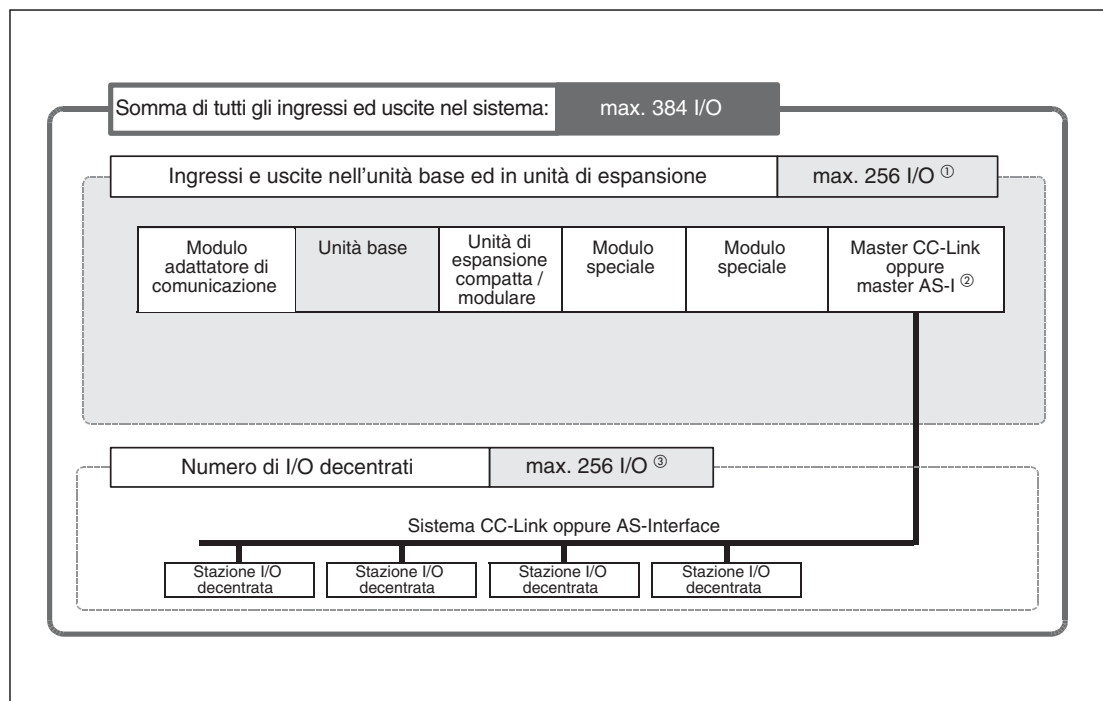 Somma di tutti gli ingressi ed uscite nel sistema: max. 384 I/O
Ingressi e uscite nell'unità base ed in unità di espansione max. 256 I/O ①
Modulo
adattatore di
comunicazione
Unità base
Unità di
espansione
compatta /
modulare
Modulo
speciale
Modulo
speciale
Master CC-Link
oppure
master AS-I ②
Numero di I/O decentrati max. 256 I/O ③
Sistema CC-Link oppure AS-Interface
Stazione I/O
decentrata
Stazione I/O
decentrata
Stazione I/O
decentrata
Stazione I/O
decentrata